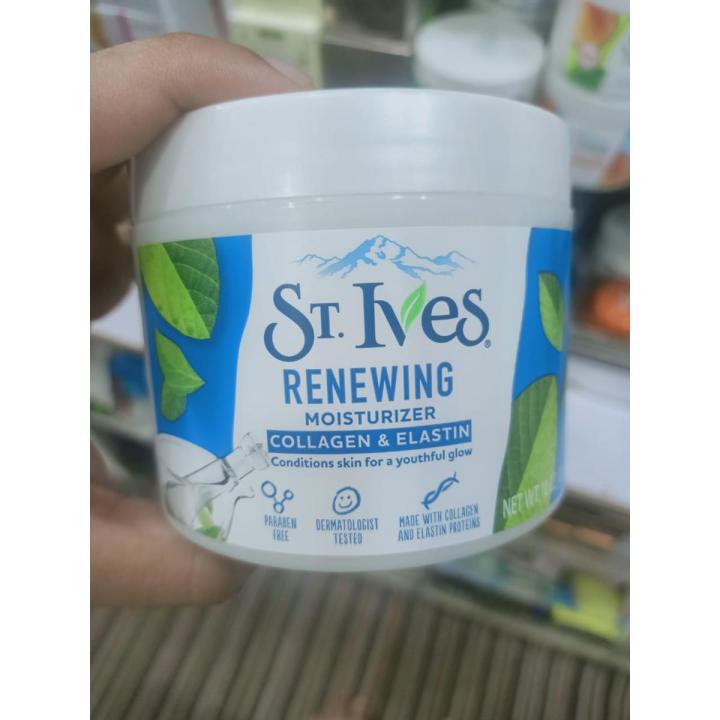 ST. Ives®
RENEWING
MOISTURIZER
COLLAGEN & ELASTIN
Conditions skin for a youthful glow
PARABEN
FREE
DERMATOLOGIST
TESTED
MADE WITH COLLAGEN
AND ELASTIN PROTEINS
NET WT.